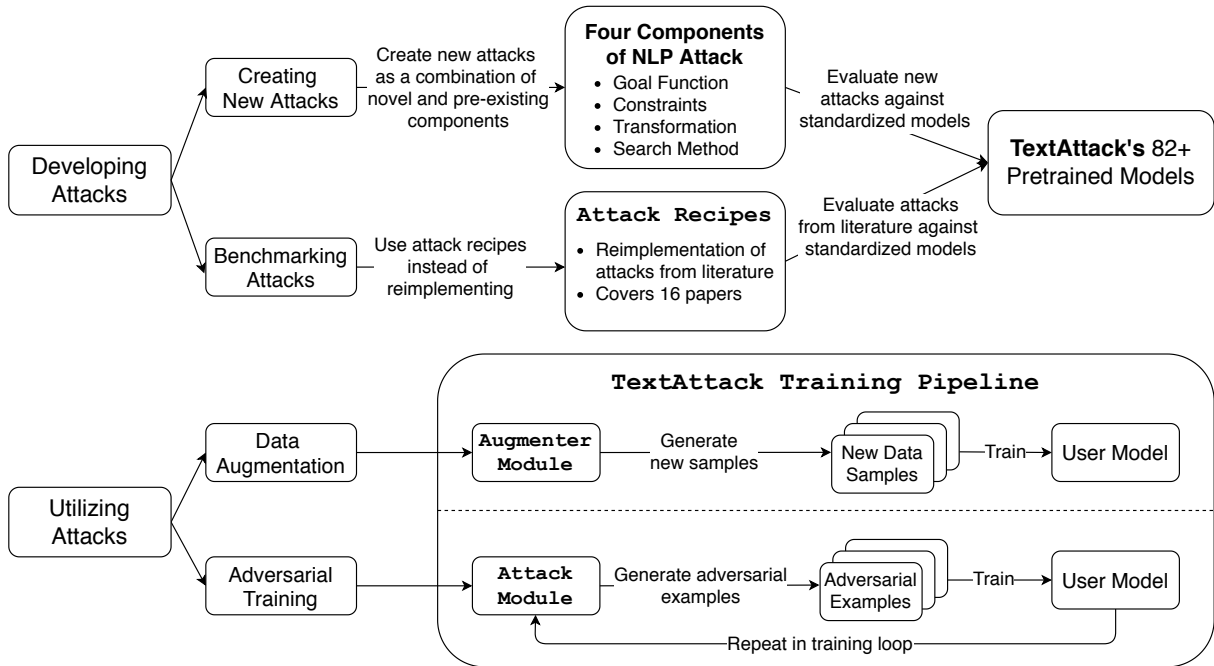 Developing
Attacks
Creating
New Attacks
Create new attacks
as a combination of
novel and pre-existing
components
Four Components
of NLP Attack
• Goal Function
• Constraints
• Transformation
• Search Method
Evaluate new
attacks against
standardized models
TextAttack's 82+
Pretrained Models
Benchmarking
Attacks
Use attack recipes
instead of
reimplementing
Attack Recipes
• Reimplementation of
attacks from literature
• Covers 16 papers
Evaluate attacks
from literature against
standardized models
Utilizing
Attacks
TextAttack Training Pipeline
Data
Augmentation
Augmenter
Module
Generate
new samples
New Data
Samples
Train
User Model
Adversarial
Training
Attack
Module
Generate adversarial
examples
Adversarial
Examples
Train
User Model
Repeat in training loop